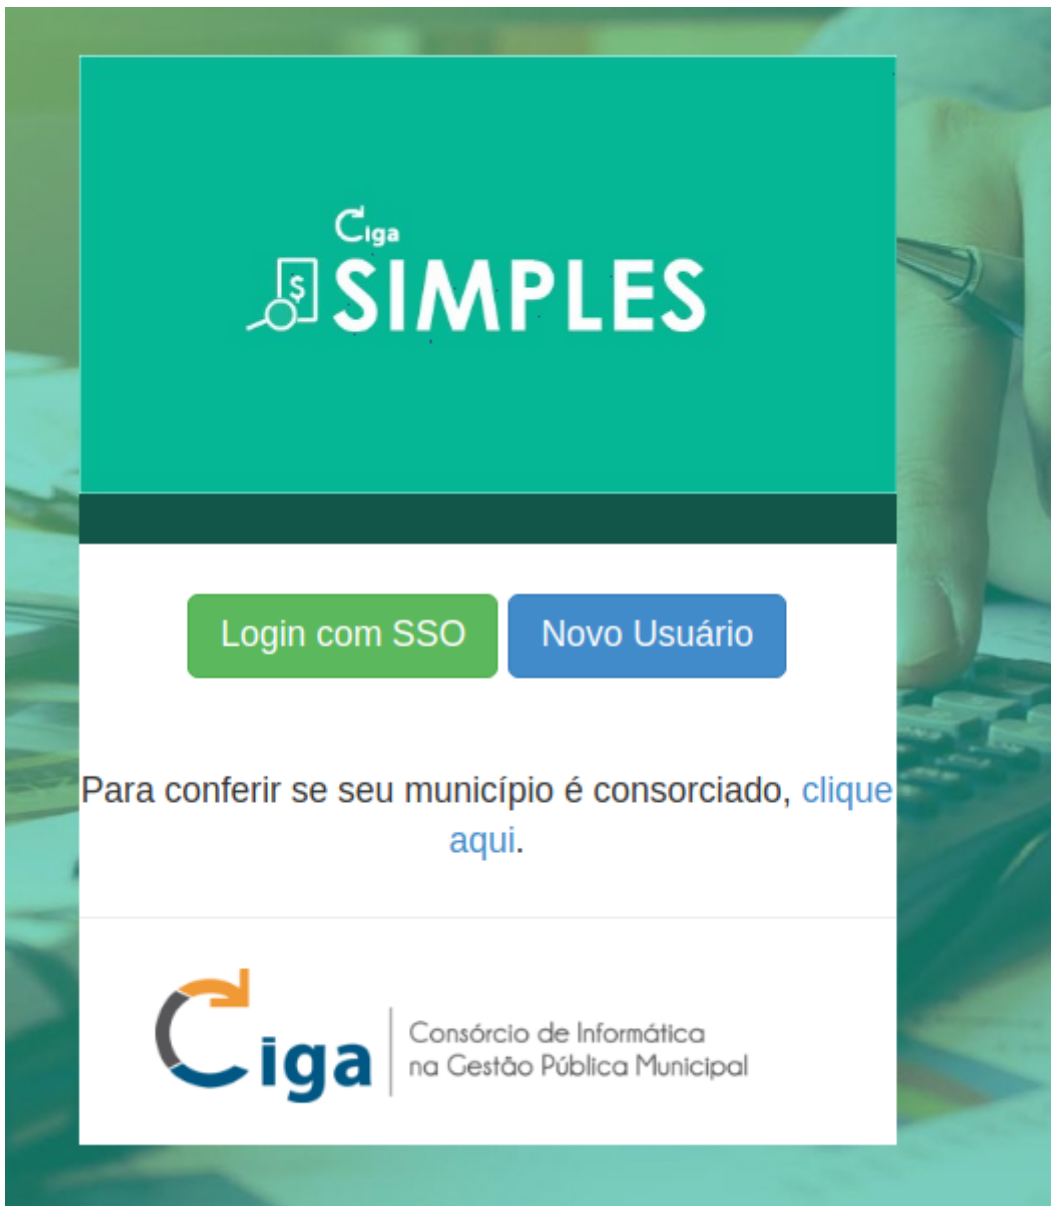 Ciga
$ SIMPLES
Login com SSO
Novo Usuário
Para conferir se seu município é consorciado, clique
aqui.
Ciga
Consórcio de Informática
na Gestão Pública Municipal